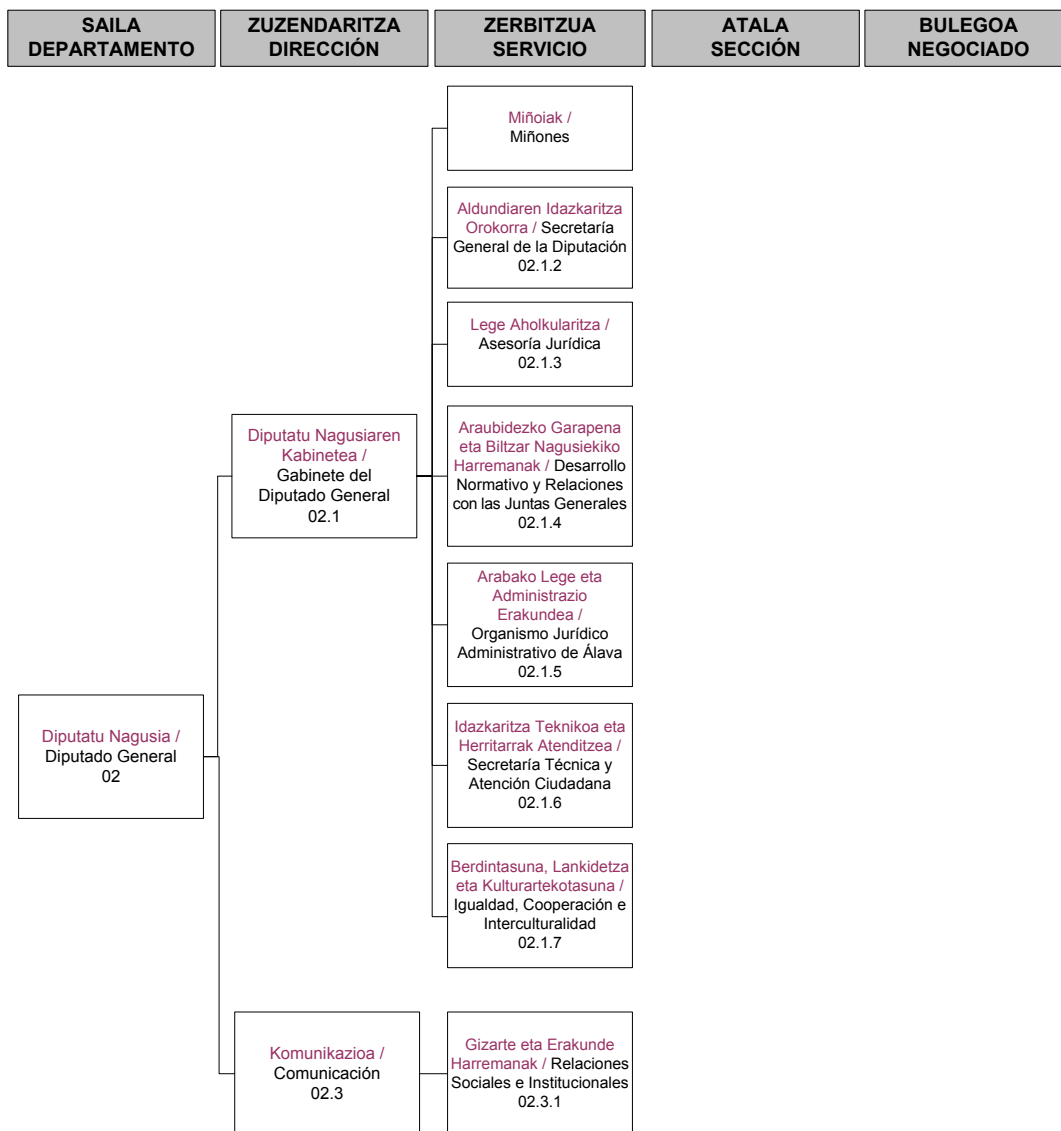 SAILA
DEPARTAMENTO
ZUZENDARITZA
DIRECCIÓN
ZERBITZUA
SERVICIO
ATALA
SECCIÓN
BULEGOA
NEGOCIADO
Miñoiak /
Miñones
Aldundiaren Idazkaritza
Orokorra / Secretaría
General de la Diputación
02.1.2
Lege Aholkularitza /
Asesoría Jurídica
02.1.3
Diputatu Nagusiaren
Kabinetea /
Gabinete del
Diputado General
02.1
Araubidezko Garapena
eta Biltzar Nagusiekiko
Harremanak / Desarrollo
Normativo y Relaciones
con las Juntas Generales
02.1.4
Arabako Lege eta
Administrazio
Erakundea /
Organismo Jurídico
Administrativo de Álava
02.1.5
Diputatu Nagusia /
Diputado General
02
Idazkaritza Teknikoa eta
Herritarrak Atenditzea /
Secretaría Técnica y
Atención Ciudadana
02.1.6
Berdintasuna, Lankidetza
eta Kulturartekotasuna /
Igualdad, Cooperación e
Interculturalidad
02.1.7
Komunikazioa /
Comunicación
02.3
Gizarte eta Erakunde
Harremanak / Relaciones
Sociales e Institucionales
02.3.1